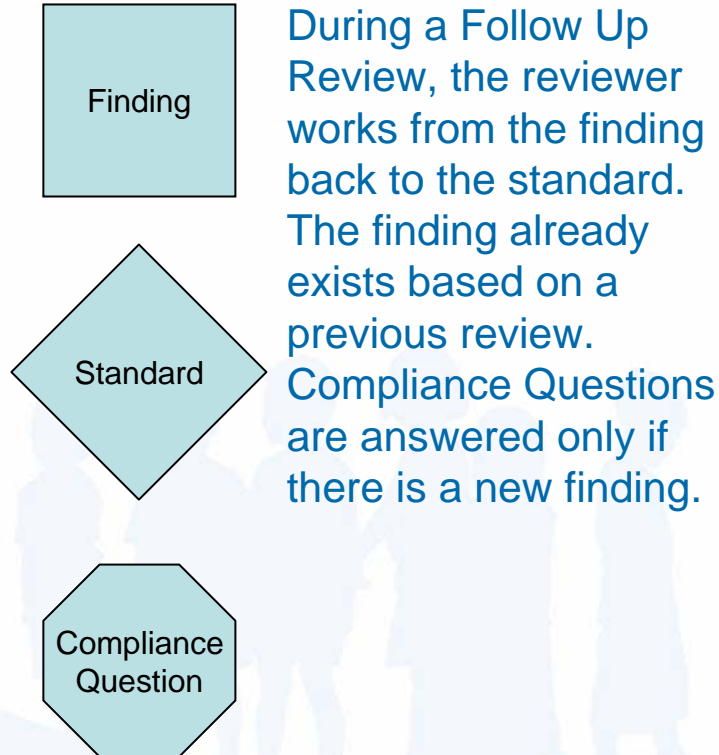 Finding
During a Follow Up
Review, the reviewer
works from the finding
back to the standard.
The finding already
exists based on a
previous review.
Compliance Questions
are answered only if
there is a new finding.
Standard
Compliance
Question